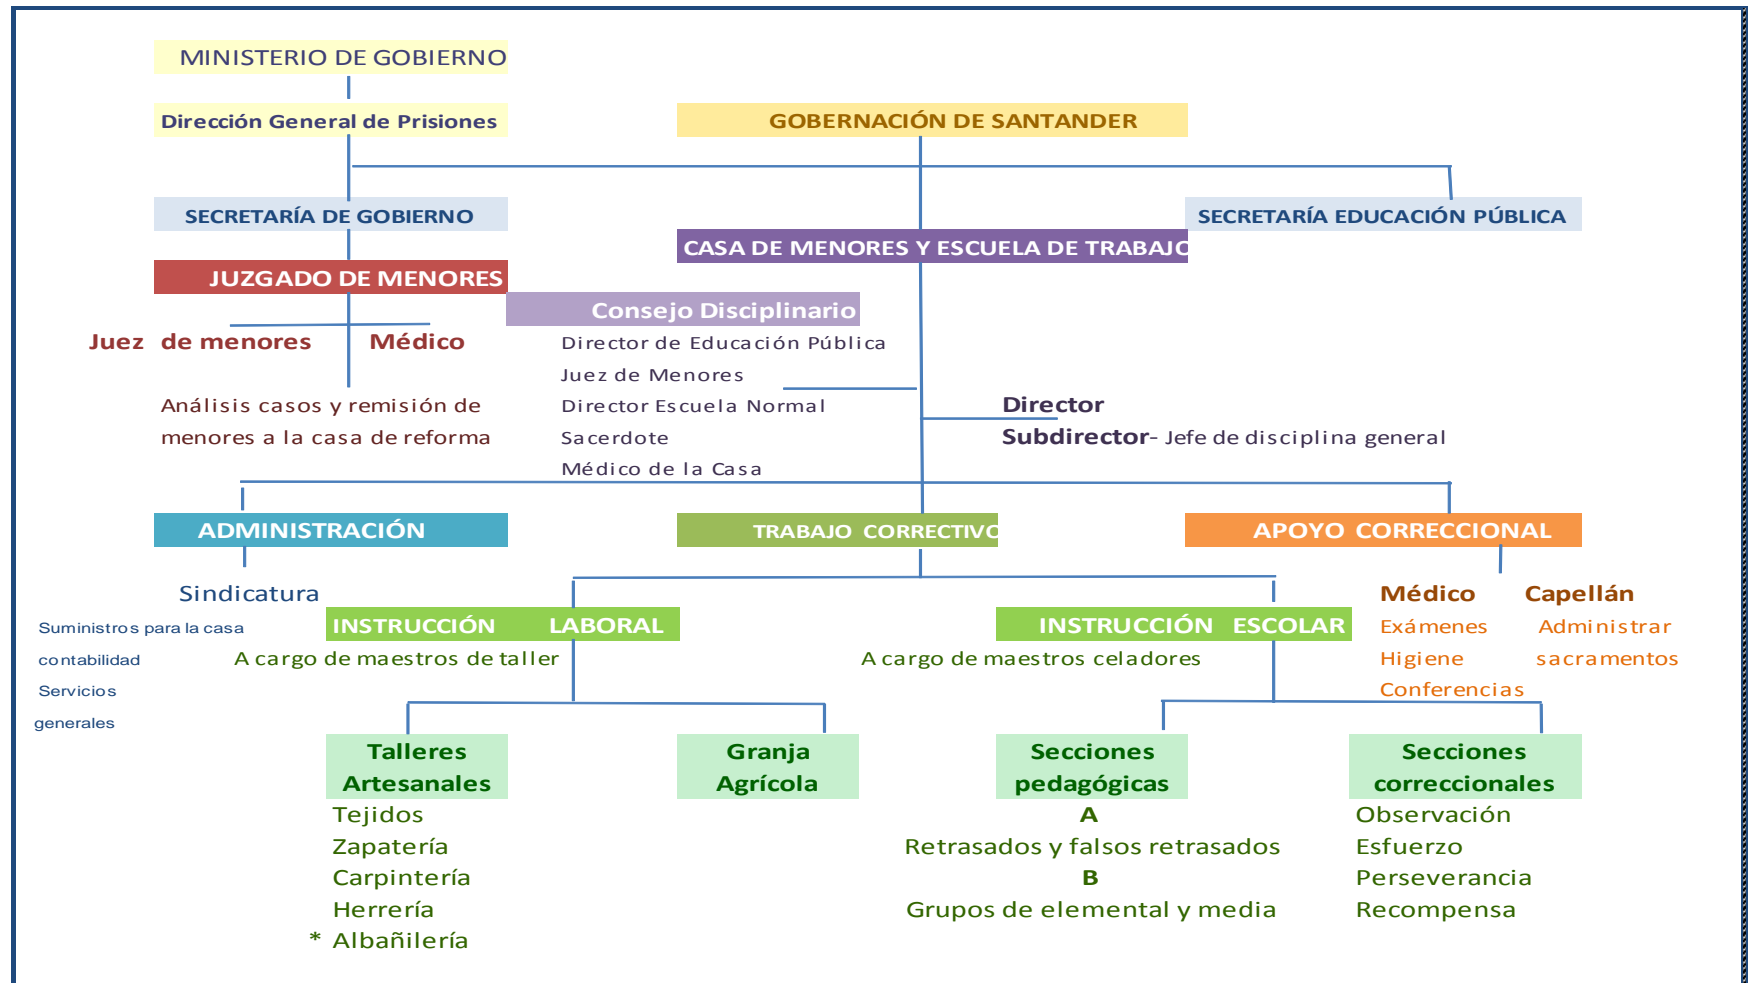 MINISTERIO DE GOBIERNO
Dirección General de Prisiones
GOBERNACIÓN DE SANTANDER
SECRETARÍA DE GOBIERNO
SECRETARÍA EDUCACIÓN PÚBLICA
CASA DE MENORES Y ESCUELA DE TRABAJO
JUZGADO DE MENORES
Juez de menores
Médico
Análisis casos y remisión de
menores a la casa de reforma
Consejo Disciplinario
Director de Educación Pública
Juez de Menores
Director Escuela Normal
Sacerdote
Médico de la Casa
Director
Subdirector- Jefe de disciplina general
ADMINISTRACIÓN
TRABAJO CORRECTIVO
APOYO CORRECCIONAL
Sindicatura
Suministros para la casa
contabilidad
Servicios
generales
INSTRUCCIÓN LABORAL
A cargo de maestros de taller
INSTRUCCIÓN ESCOLAR
A cargo de maestros celadores
Médico
Exámenes
Higiene
Conferencias
Capellán
Administrar
sacramentos
Talleres
Artesanales
Tejidos
Zapatería
Carpintería
Herrería
* Albañilería
Granja
Agrícola
Secciones
pedagógicas
A
Retrasados y falsos retrasados
B
Grupos de elemental y media
Secciones
correccionales
Observación
Esfuerzo
Perseverancia
Recompensa